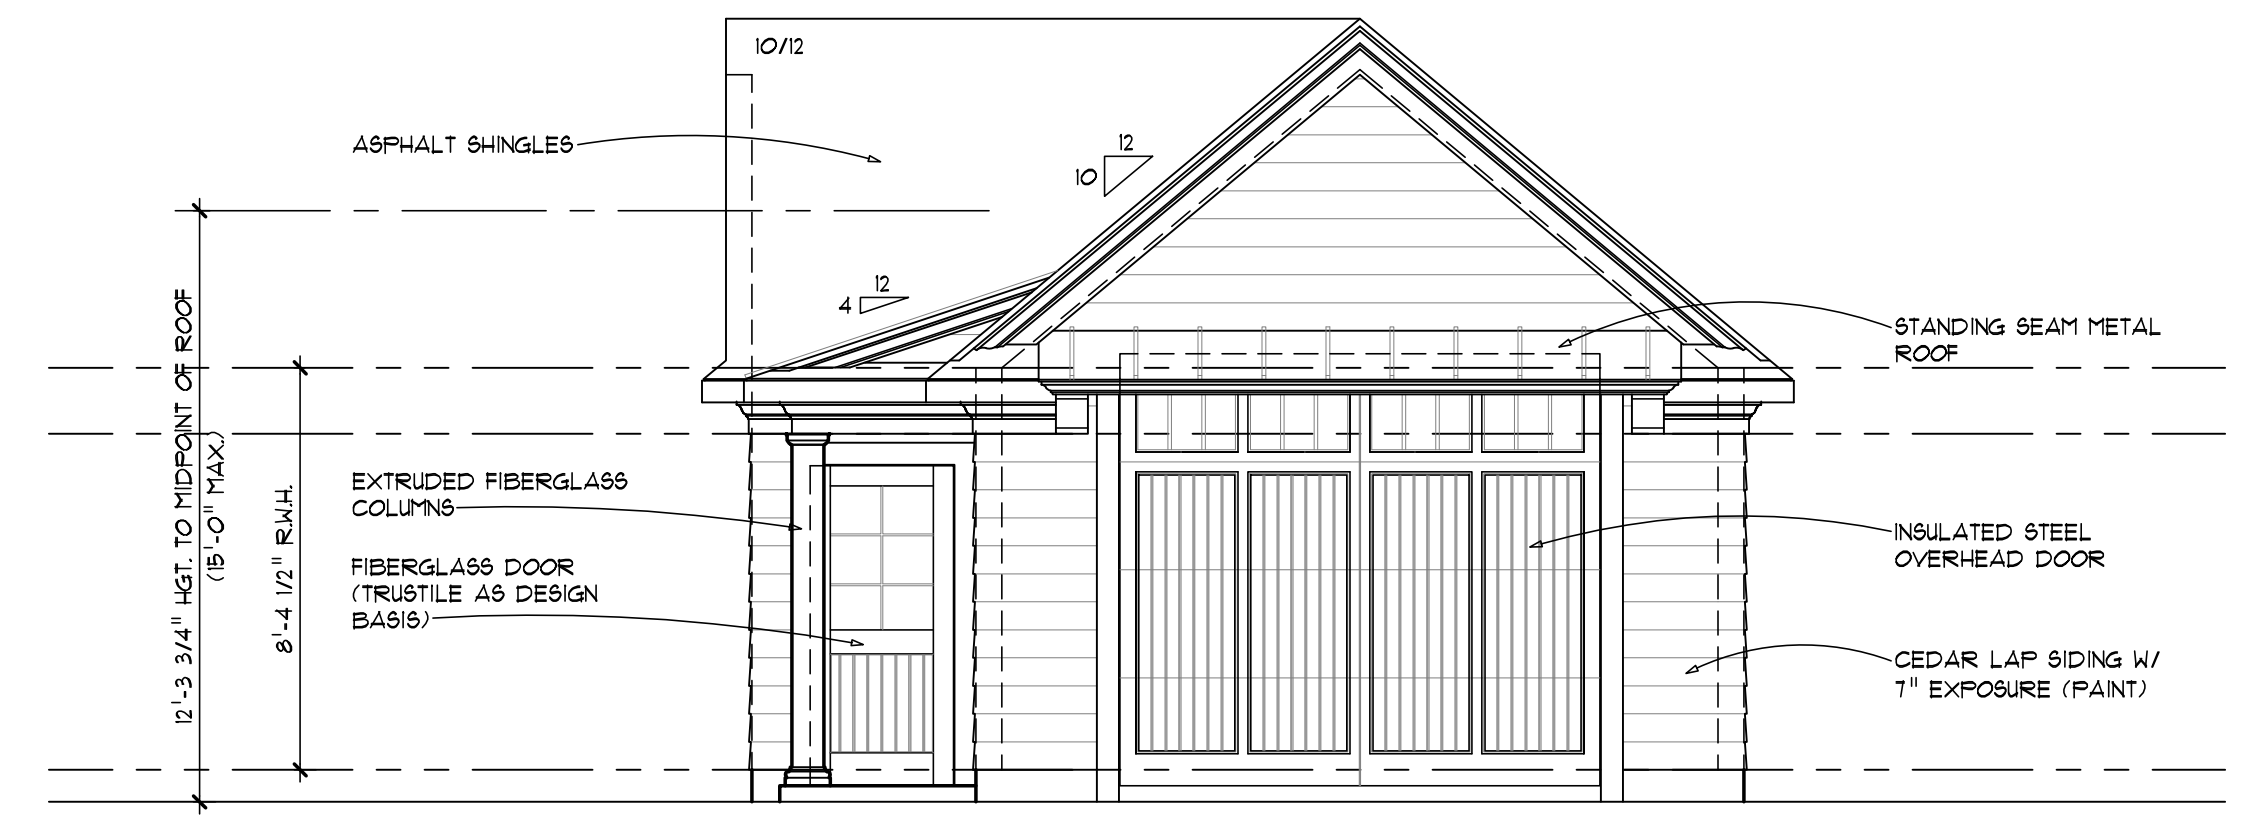 10/12
ASPHALT SHINGLES
12
10
12
4
STANDING SEAM METAL
ROOF
12'-3 3/4" HGT. TO MIDPOINT OF ROOF
(15'-0" MAX.)
8'-4 1/2" R.W.H.
EXTRUDED FIBERGLASS
COLUMNS
FIBERGLASS DOOR
(TRUSTILE AS DESIGN
BASIS)
INSULATED STEEL
OVERHEAD DOOR
CEDAR LAP SIDING W/
7" EXPOSURE (PAINT)